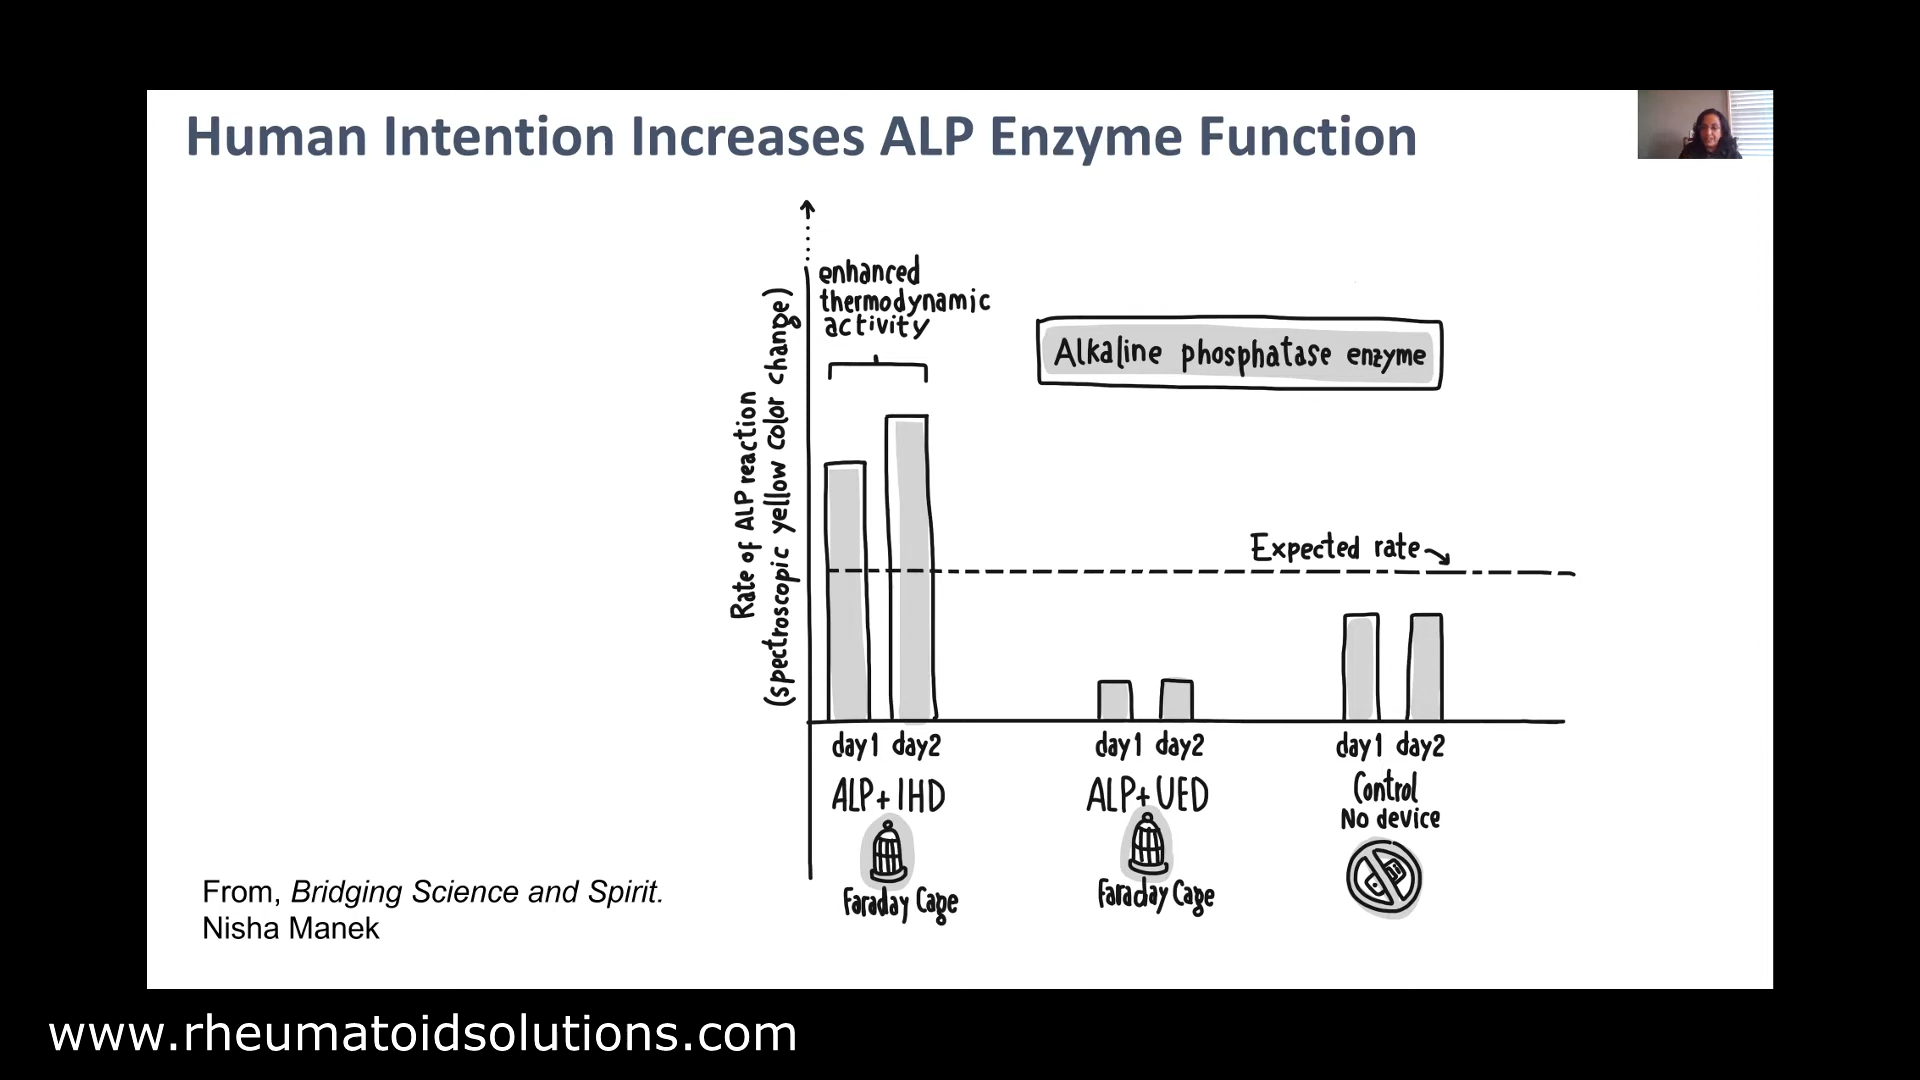 Human Intention Increases ALP Enzyme Function
enhanced
thermodynamic
activity
Rate of ALP reaction
(spectroscopic yellow color change)
Alkaline phosphatase enzyme
Expected rate
day1 day2
ALP+IHD
Faraday Cage
day1 day2
ALP+UED
Faraday Cage
day1 day2
Control
No device
From, Bridging Science and Spirit.
Nisha Manek
www.rheumatoidsolutions.com